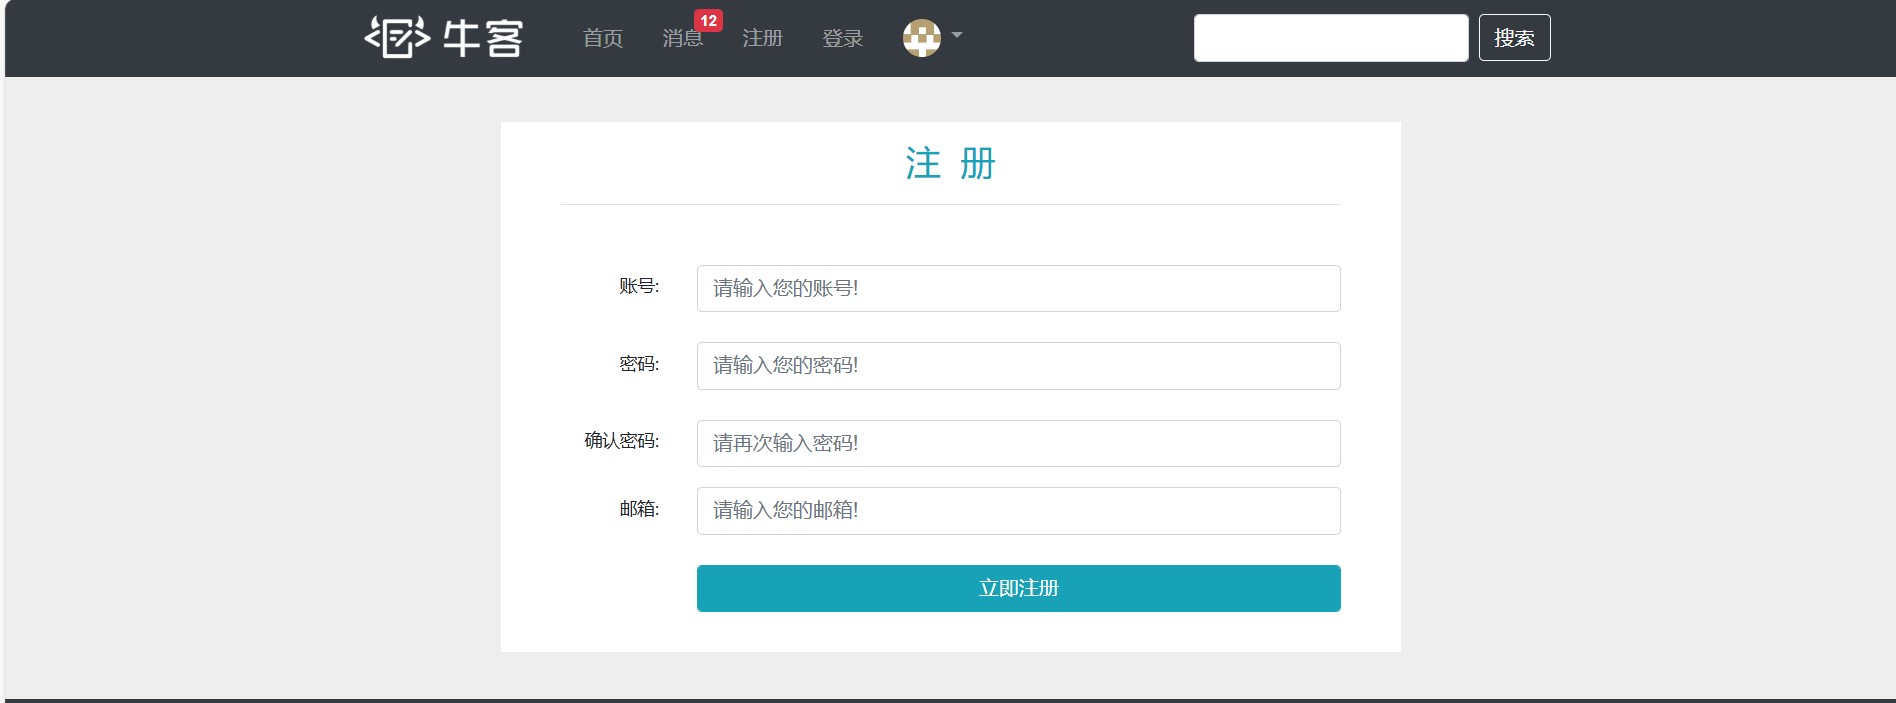 牛客 首页 消息 12 注册 登录 搜索
注 册
账号: 请输入您的账号!
密码: 请输入您的密码!
确认密码: 请再次输入密码!
邮箱: 请输入您的邮箱!
立即注册